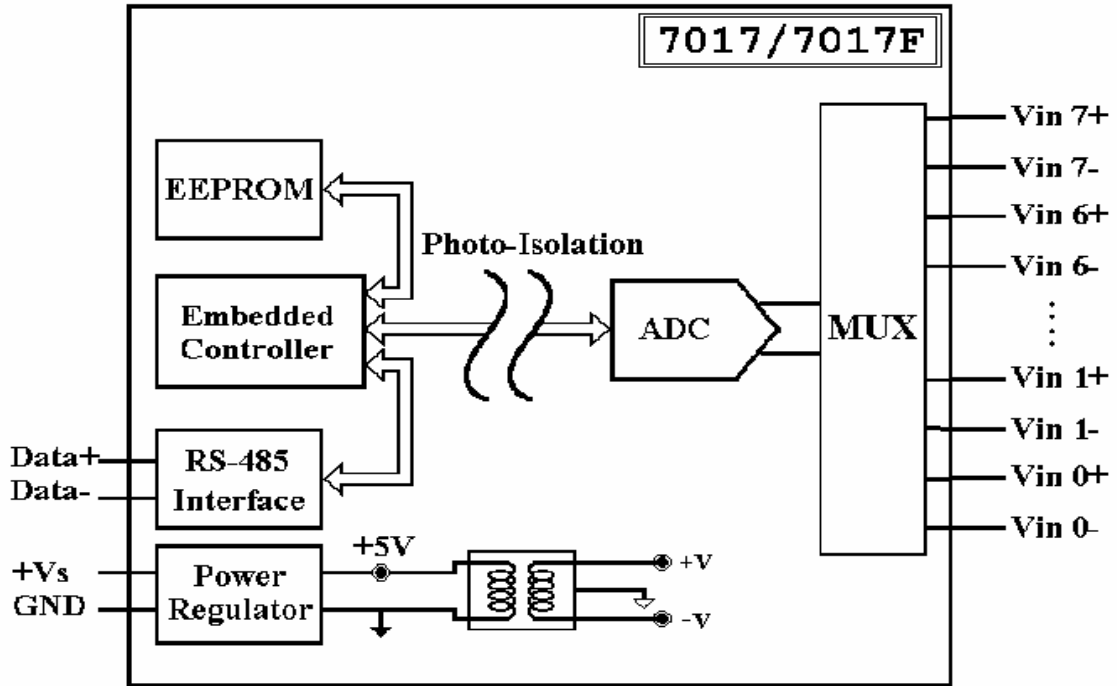 7017/7017F
EEPROM
Photo-Isolation
Embedded
Controller
ADC
MUX
Vin 7+
Vin 7-
Vin 6+
Vin 6-
Vin 1+
Vin 1-
Vin 0+
Vin 0-
Data+
Data-
RS-485
Interface
+Vs
GND
Power
Regulator
+5V
+V
-V